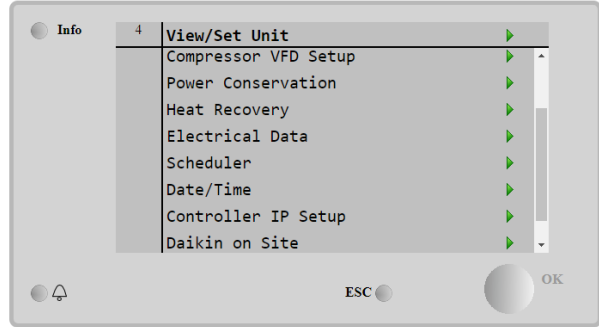 Info
4
View/Set Unit
Compressor VFD Setup
Power Conservation
Heat Recovery
Electrical Data
Scheduler
Date/Time
Controller IP Setup
Daikin on Site
ESC
OK